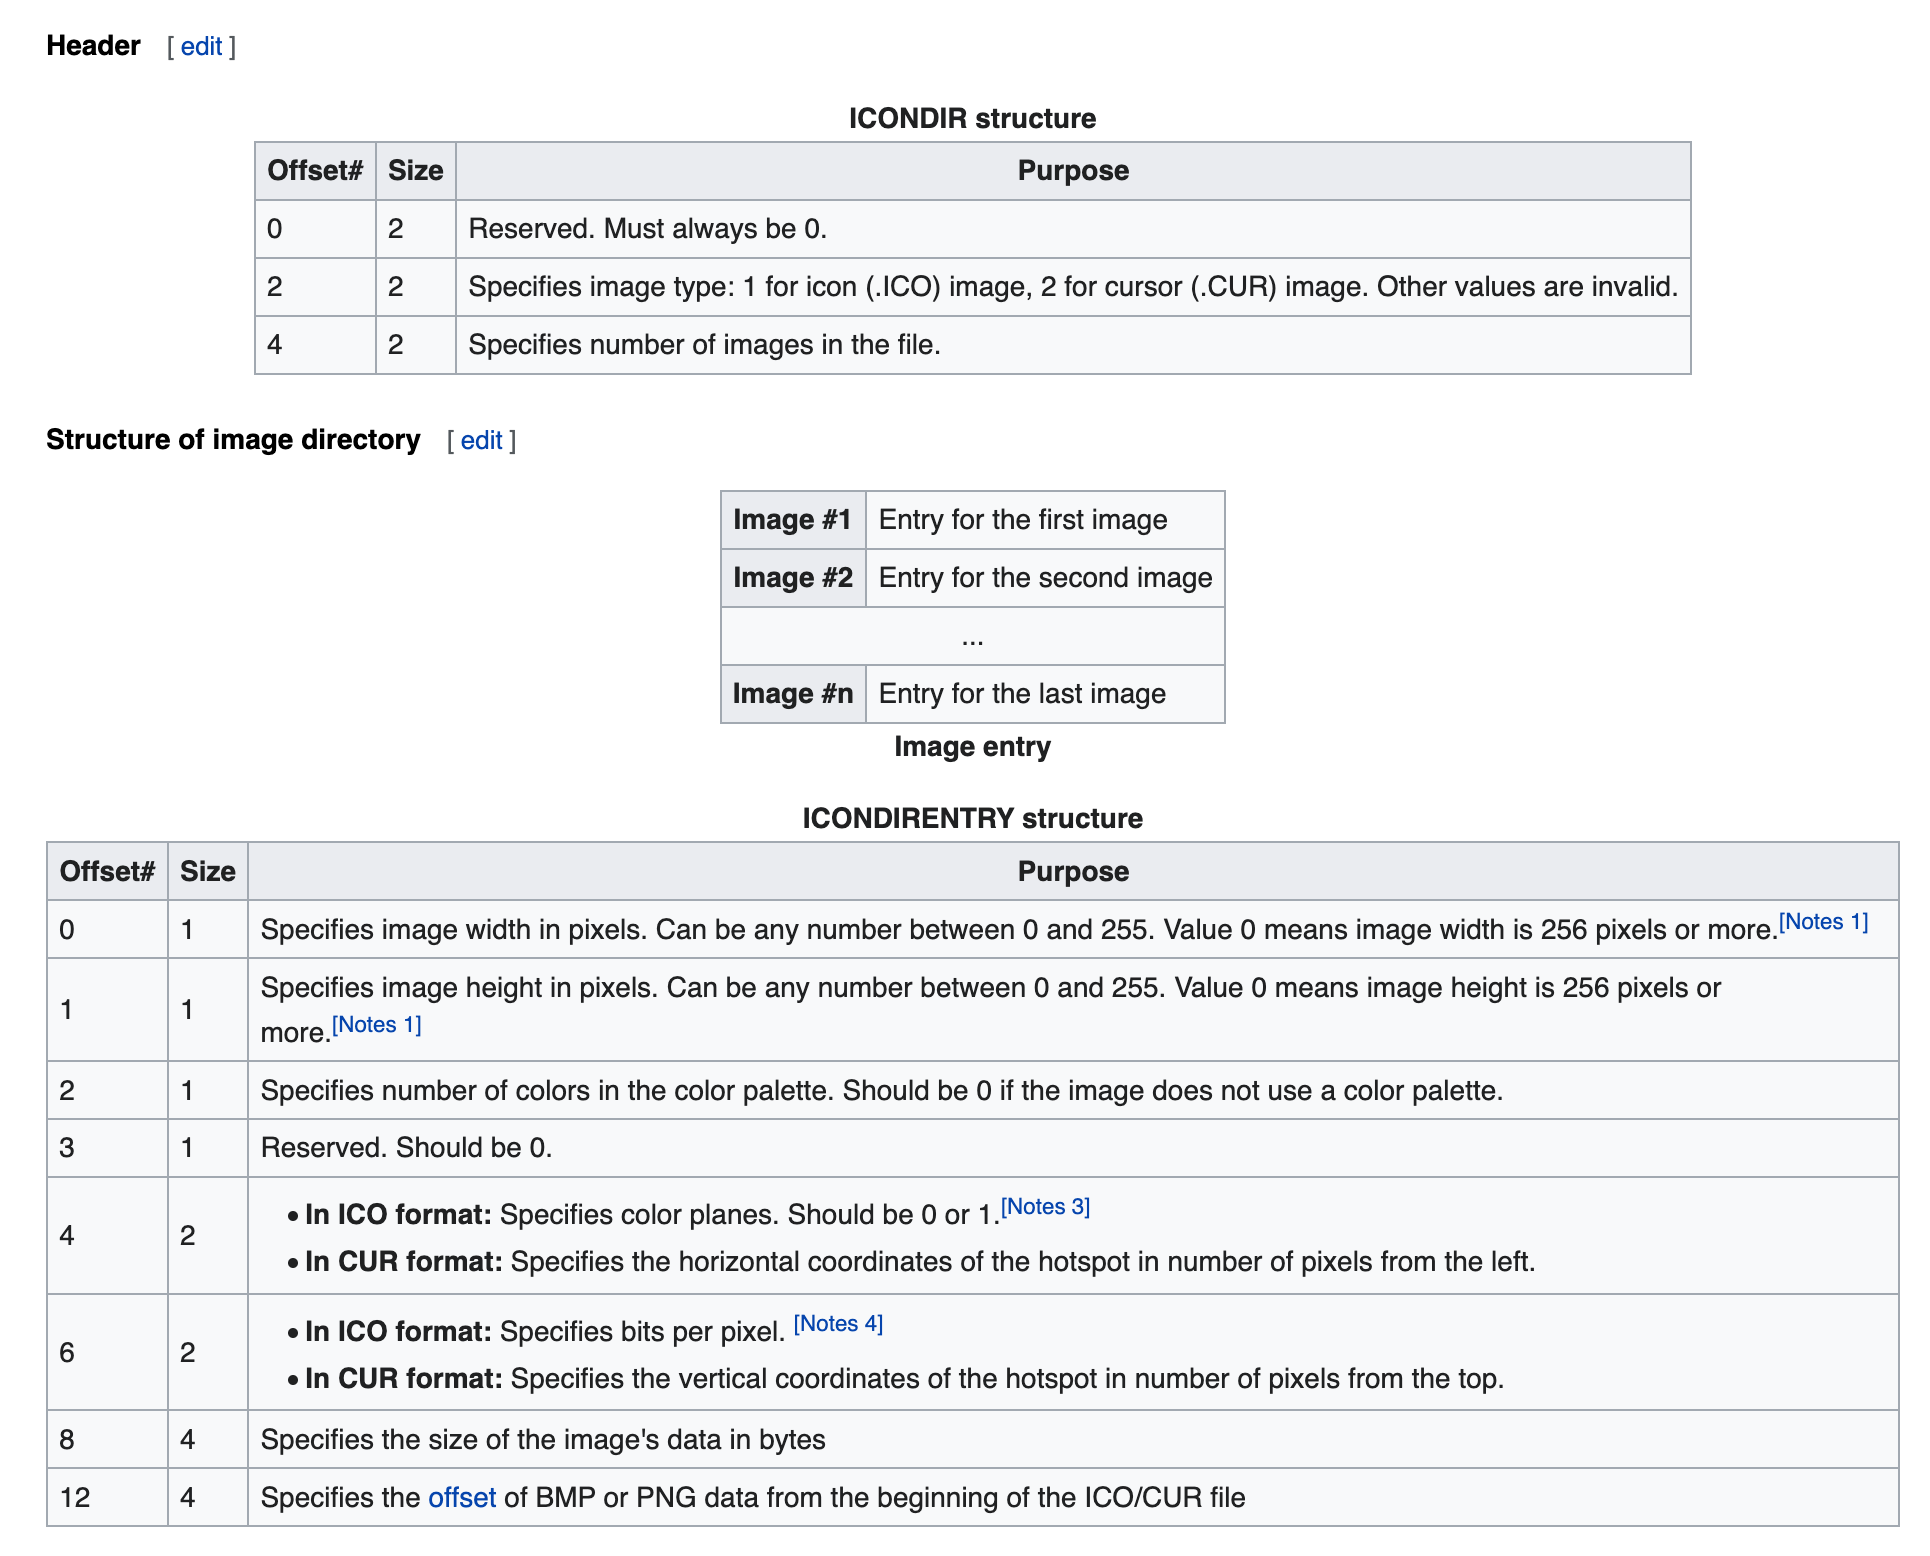 Header [ edit ]
ICONDIR structure
Offset# Size Purpose
0 2 Reserved. Must always be 0.
2 2 Specifies image type: 1 for icon (.ICO) image, 2 for cursor (.CUR) image. Other values are invalid.
4 2 Specifies number of images in the file.
Structure of image directory [ edit ]
Image #1 Entry for the first image
Image #2 Entry for the second image
...
Image #n Entry for the last image
Image entry
ICONDIRENTRY structure
Offset# Size Purpose
0 1 Specifies image width in pixels. Can be any number between 0 and 255. Value 0 means image width is 256 pixels or more.[Notes 1]
1 1 Specifies image height in pixels. Can be any number between 0 and 255. Value 0 means image height is 256 pixels or
more.[Notes 1]
2 1 Specifies number of colors in the color palette. Should be 0 if the image does not use a color palette.
3 1 Reserved. Should be 0.
4 2 • In ICO format: Specifies color planes. Should be 0 or 1.[Notes 3]
• In CUR format: Specifies the horizontal coordinates of the hotspot in number of pixels from the left.
6 2 • In ICO format: Specifies bits per pixel. [Notes 4]
• In CUR format: Specifies the vertical coordinates of the hotspot in number of pixels from the top.
8 4 Specifies the size of the image's data in bytes
12 4 Specifies the offset of BMP or PNG data from the beginning of the ICO/CUR file